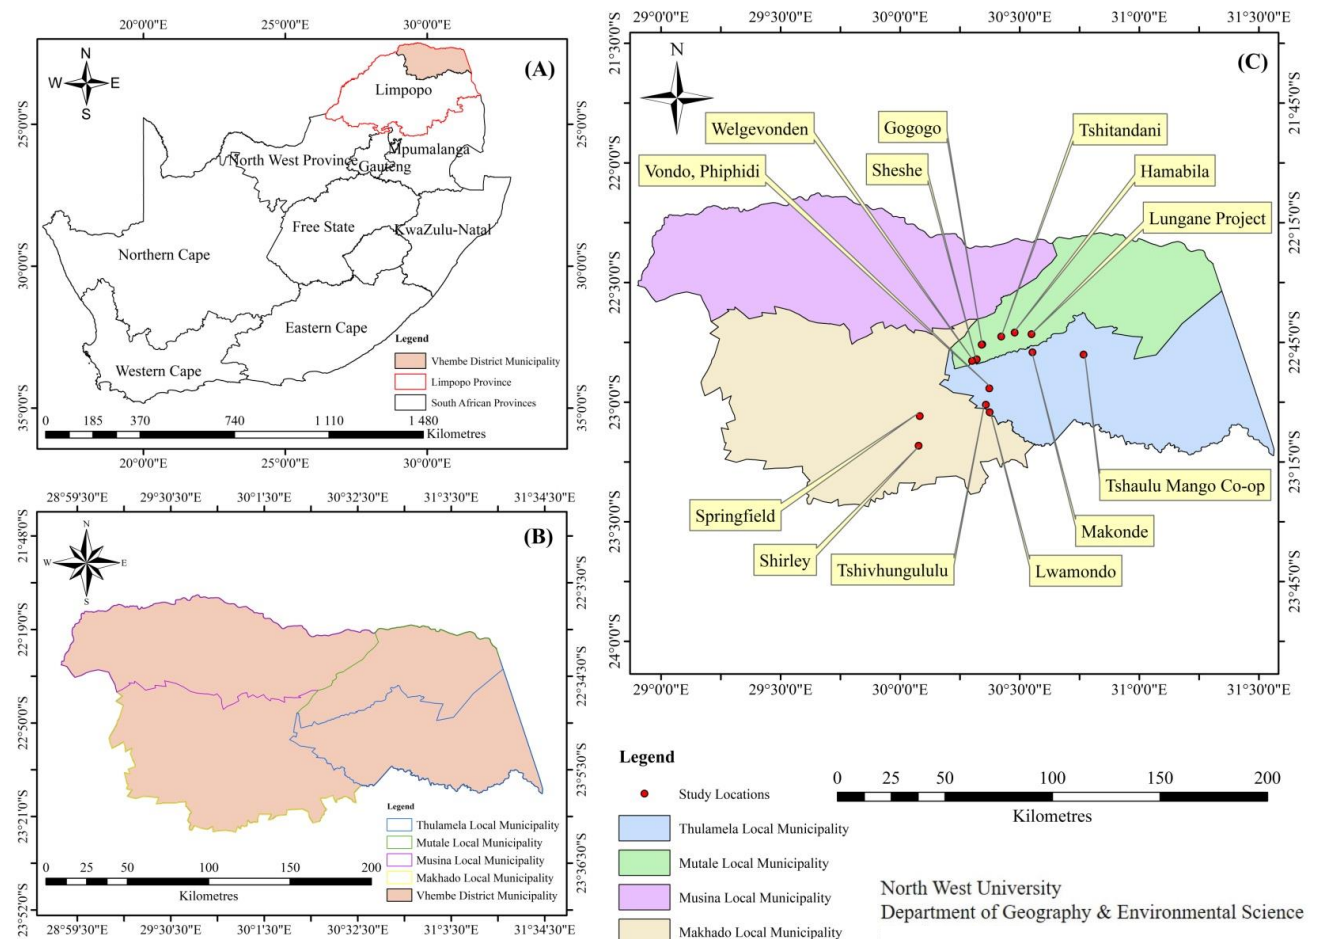 20°0'0"E 25°0'0"E 30°0'0"E
(A)
N
W E
S
Limpopo
North West Province
Mpumalanga
Gauteng
Free State
KwaZulu-Natal
Northern Cape
Eastern Cape
Western Cape
25°0'0"S 25°0'0"S
30°0'0"S 30°0'0"S
35°0'0"S 35°0'0"S
Legend
Vhembe District Municipality
Limpopo Province
South African Provinces
0 185 370 740 1 110 1 480
Kilometres
20°0'0"E 25°0'0"E 30°0'0"E
28°59'30"E 29°30'30"E 30°1'30"E 30°32'30"E 31°3'30"E 31°34'30"E
(B)
N
W E
S
21°48'0"S 22°3'30"S
22°19'0"S 22°34'30"S
22°50'0"S 23°5'30"S
23°21'0"S 23°36'30"S
23°52'0"S
Legend
Thulamela Local Municipality
Mutale Local Municipality
Musina Local Municipality
Makhado Local Municipality
Vhembe District Municipality
0 25 50 100 150 200
Kilometres
28°59'30"E 29°30'30"E 30°1'30"E 30°32'30"E 31°3'30"E 31°34'30"E
29°0'0"E 29°30'0"E 30°0'0"E 30°30'0"E 31°0'0"E 31°30'0"E
(C)
N
21°30'0"S 21°45'0"S
22°0'0"S 22°15'0"S
22°30'0"S 22°45'0"S
23°0'0"S 23°15'0"S
23°30'0"S 23°45'0"S
24°0'0"S
Welgevonden
Gogogo
Tshitandani
Vondo, Phiphidi
Sheshe
Hamabila
Lungane Project
Tshaulu Mango Co-op
Springfield
Makonde
Shirley
Tshivhungululu
Lwamondo
29°0'0"E 29°30'0"E 30°0'0"E 30°30'0"E 31°0'0"E 31°30'0"E
Legend
Study Locations
Thulamela Local Municipality
Mutale Local Municipality
Musina Local Municipality
Makhado Local Municipality
0 25 50 100 150 200
Kilometres
North West University
Department of Geography & Environmental Science